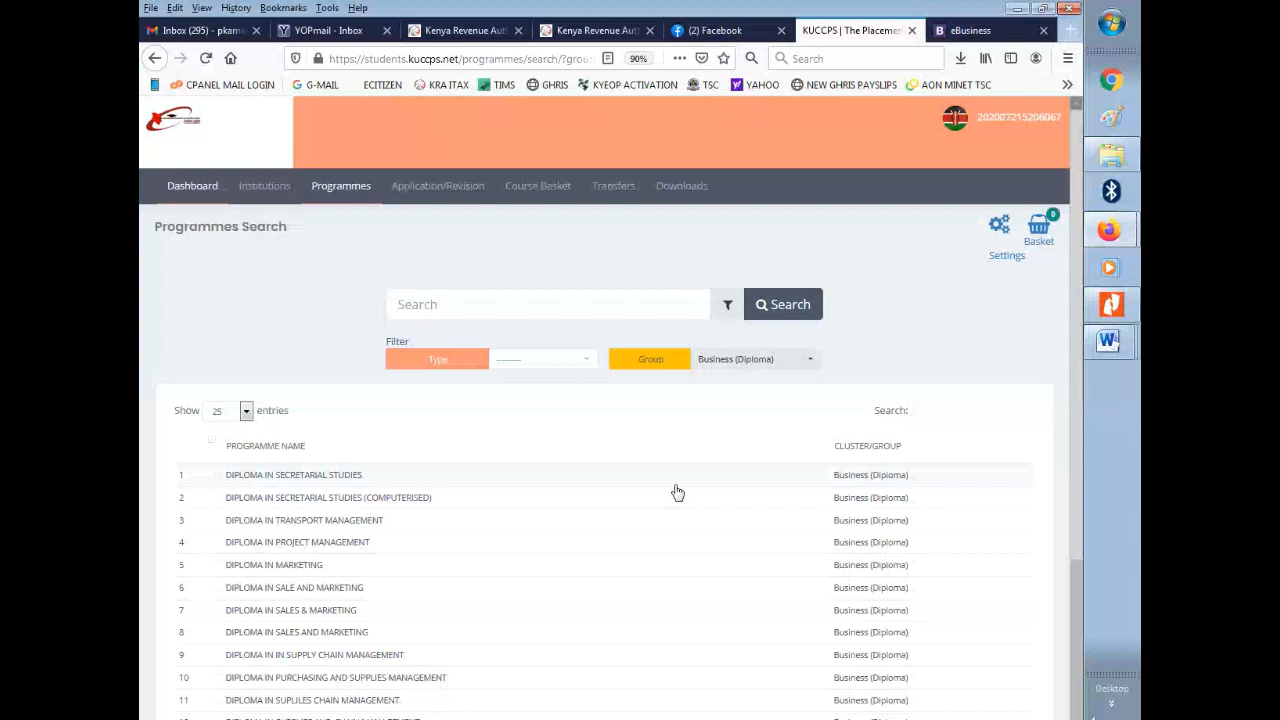 File Edit View History Bookmarks Tools Help
Inbox (295) - pkama
YOPmail - Inbox
Kenya Revenue Auth
Kenya Revenue Auth
(2) Facebook
KUCCPS | The Placemen
eBusiness
https://students.kuccps.net/programmes/search/?group
90%
Search
CPANEL MAIL LOGIN G-MAIL ECITIZEN KRA ITAX TIMS GHRIS KYEOP ACTIVATION TSC YAHOO NEW GHRIS PAYSLIPS AON MINET TSC
202007215206067
Dashboard Institutions Programmes Application/Revision Course Basket Transfers Downloads
Programmes Search
0
Basket
Settings
Search
Search
Filter
Type -------- Group Business (Diploma)
Show 25 entries Search:
PROGRAMME NAME CLUSTER/GROUP
1 DIPLOMA IN SECRETARIAL STUDIES Business (Diploma)
2 DIPLOMA IN SECRETARIAL STUDIES (COMPUTERISED) Business (Diploma)
3 DIPLOMA IN TRANSPORT MANAGEMENT Business (Diploma)
4 DIPLOMA IN PROJECT MANAGEMENT Business (Diploma)
5 DIPLOMA IN MARKETING Business (Diploma)
6 DIPLOMA IN SALE AND MARKETING Business (Diploma)
7 DIPLOMA IN SALES & MARKETING Business (Diploma)
8 DIPLOMA IN SALES AND MARKETING Business (Diploma)
9 DIPLOMA IN IN SUPPLY CHAIN MANAGEMENT Business (Diploma)
10 DIPLOMA IN PURCHASING AND SUPPLIES MANAGEMENT Business (Diploma)
11 DIPLOMA IN SUPLILES CHAIN MANAGEMENT Business (Diploma)
Desktop